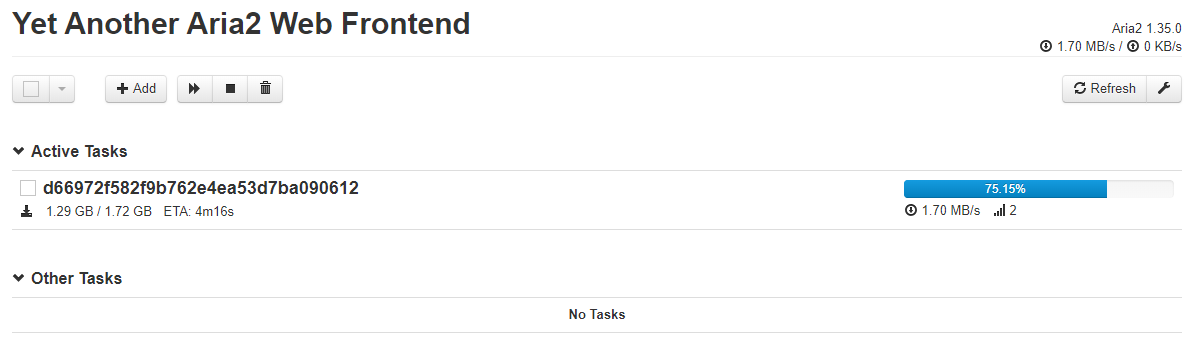 Yet Another Aria2 Web Frontend
Aria2 1.35.0
1.70 MB/s / 0 KB/s
Add
Refresh
Active Tasks
d66972f582f9b762e4ea53d7ba090612
75.15%
1.29 GB / 1.72 GB ETA: 4m16s
1.70 MB/s 2
Other Tasks
No Tasks